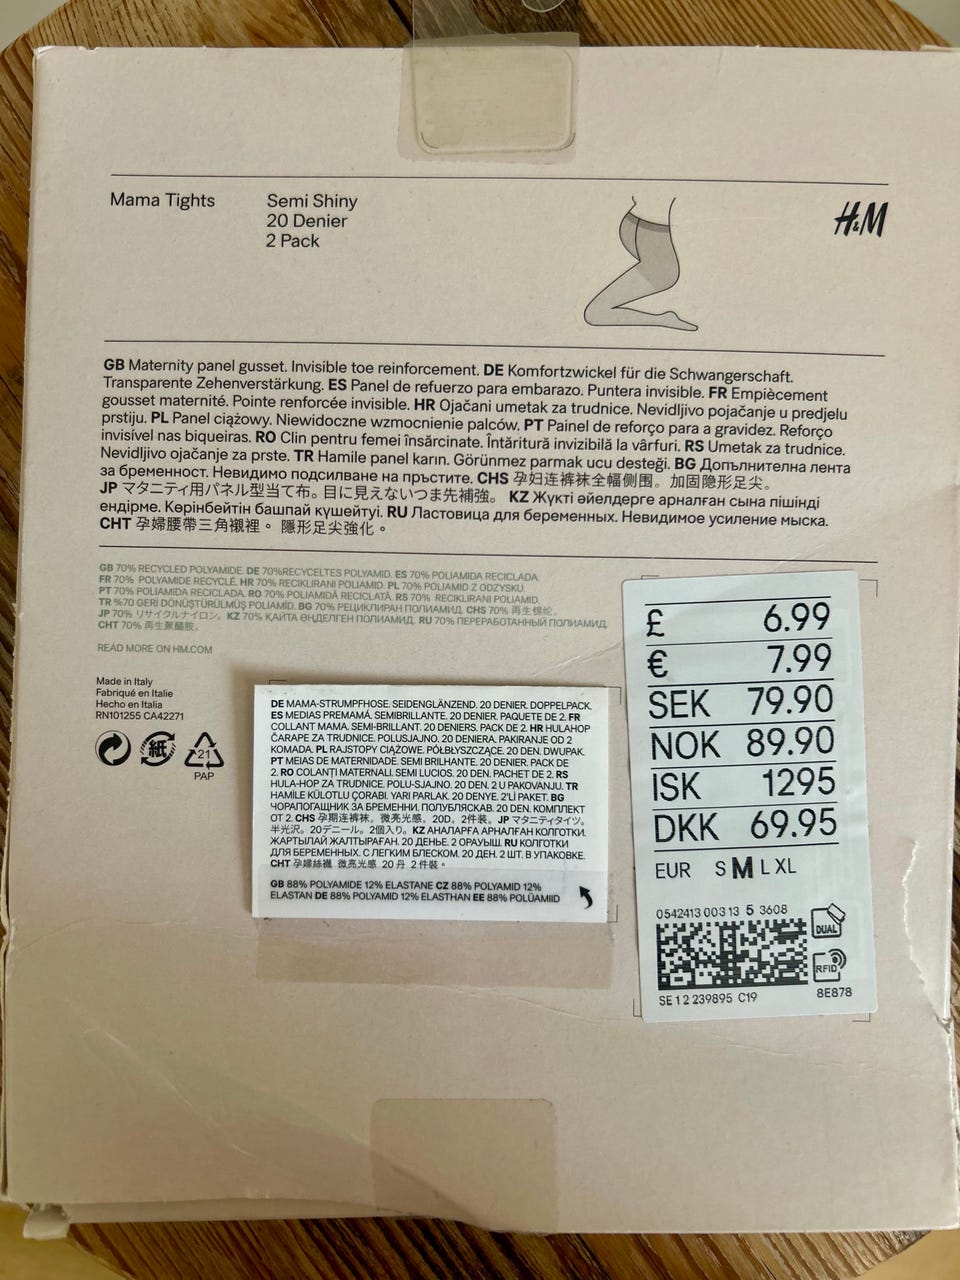 Mama Tights
Semi Shiny
20 Denier
2 Pack
H&M
GB Maternity panel gusset. Invisible toe reinforcement. DE Komfortzwickel für die Schwangerschaft.
Transparente Zehenverstärkung. ES Panel de refuerzo para embarazo. Puntera invisible. FR Empiècement
gousset maternité. Pointe renforcée invisible. HR Ojačani umetak za trudnice. Nevidljivo pojačanje u predjelu
prstiju. PL Panel ciążowy. Niewidoczne wzmocnienie palców. PT Painel de reforço para a gravidez. Reforço
invisível nas biqueiras. RO Clin pentru femei însărcinate. Întăritură invizibilă la vârfuri. RS Umetak za trudnice.
Nevidljivo ojačanje za prste. TR Hamile panel karın. Görünmez parmak ucu desteği. BG Допълнителна лента
за бременност. Невидимо подсилване на пръстите. CHS 孕妇连裤袜全幅侧围。加固隐形足尖。
JP マタニティ用パネル型当て布。目に見えないつま先補強。 KZ Жүкті әйелдерге арналған сына пішінді
ендірме. Көрінбейтін башпай күшейтуі. RU Ластовица для беременных. Невидимое усиление мыска.
CHT 孕婦腰帶三角襯裡。 隱形足尖強化。
GB 70% RECYCLED POLYAMIDE. DE 70%RECYCELTES POLYAMID. ES 70% POLIAMIDA RECICLADA.
FR 70% POLYAMIDE RECYCLÉ. HR 70% RECIKLIRANI POLIAMID. PL 70% POLIAMID Z ODZYSKU.
PT 70% POLIAMIDA RECICLADA. RO 70% POLIAMIDĂ RECICLATĂ. RS 70% RECIKLIRANI POLIAMID.
TR %70 GERİ DÖNÜŞTÜRÜLMÜŞ POLİAMİD. BG 70% РЕЦИКЛИРАН ПОЛИАМИД. CHS 70% 再生锦纶。
JP 70% リサイクルナイロン。 KZ 70% ҚАЙТА ӨҢДЕЛГЕН ПОЛИАМИД. RU 70% ПЕРЕРАБОТАННЫЙ ПОЛИАМИД.
CHT 70% 再生聚醯胺。
READ MORE ON HM.COM
Made in Italy
Fabriqué en Italie
Hecho en Italia
RN101255 CA42271
紙
21
PAP
DE MAMA-STRUMPFHOSE. SEIDENGLÄNZEND. 20 DENIER. DOPPELPACK.
ES MEDIAS PREMAMÁ. SEMIBRILLANTE. 20 DENIER. PAQUETE DE 2. FR
COLLANT MAMA. SEMI-BRILLANT. 20 DENIERS. PACK DE 2. HR HULAHOP
ČARAPE ZA TRUDNICE. POLUSJAJNO. 20 DENIERA. PAKIRANJE OD 2
KOMADA. PL RAJSTOPY CIĄŻOWE. PÓŁBŁYSZCZĄCE. 20 DEN. DWUPAK.
PT MEIAS DE MATERNIDADE. SEMI BRILHANTE. 20 DENIER. PACK DE
2. RO COLANȚI MATERNALI. SEMI LUCIOS. 20 DEN. PACHET DE 2. RS
HULA-HOP ZA TRUDNICE. POLU-SJAJNO. 20 DEN. 2 U PAKOVANJU. TR
HAMİLE KÜLOTLU ÇORABI. YARI PARLAK. 20 DENYE. 2'Lİ PAKET. BG
ЧОРАПОГАЩНИК ЗА БРЕМЕННИ. ПОЛУБЛЯСКАВ. 20 DEN. КОМПЛЕКТ
ОТ 2. CHS 孕期连裤袜。微亮光感。20D。2件装。JP マタニティタイツ。
半光沢。20デニール。2個入り。KZ АНАЛАРҒА АРНАЛҒАН КОЛГОТКИ.
ЖАРТЫЛАЙ ЖАЛТЫРАҒАН. 20 ДЕНЬЕ. 2 ОРАУЫШ. RU КОЛГОТКИ
ДЛЯ БЕРЕМЕННЫХ. С ЛЕГКИМ БЛЕСКОМ. 20 ДЕН. 2 ШТ. В УПАКОВКЕ.
CHT 孕婦絲襪 微亮光感 20 丹 2 件裝。
GB 88% POLYAMIDE 12% ELASTANE CZ 88% POLYAMID 12%
ELASTAN DE 88% POLYAMID 12% ELASTHAN EE 88% POLÜAMIID
£ 6.99
€ 7.99
SEK 79.90
NOK 89.90
ISK 1295
DKK 69.95
EUR S M L XL
0542413 003 13 5 3608
DUAL
RFID
SE 1 2 239895 C19
8E878